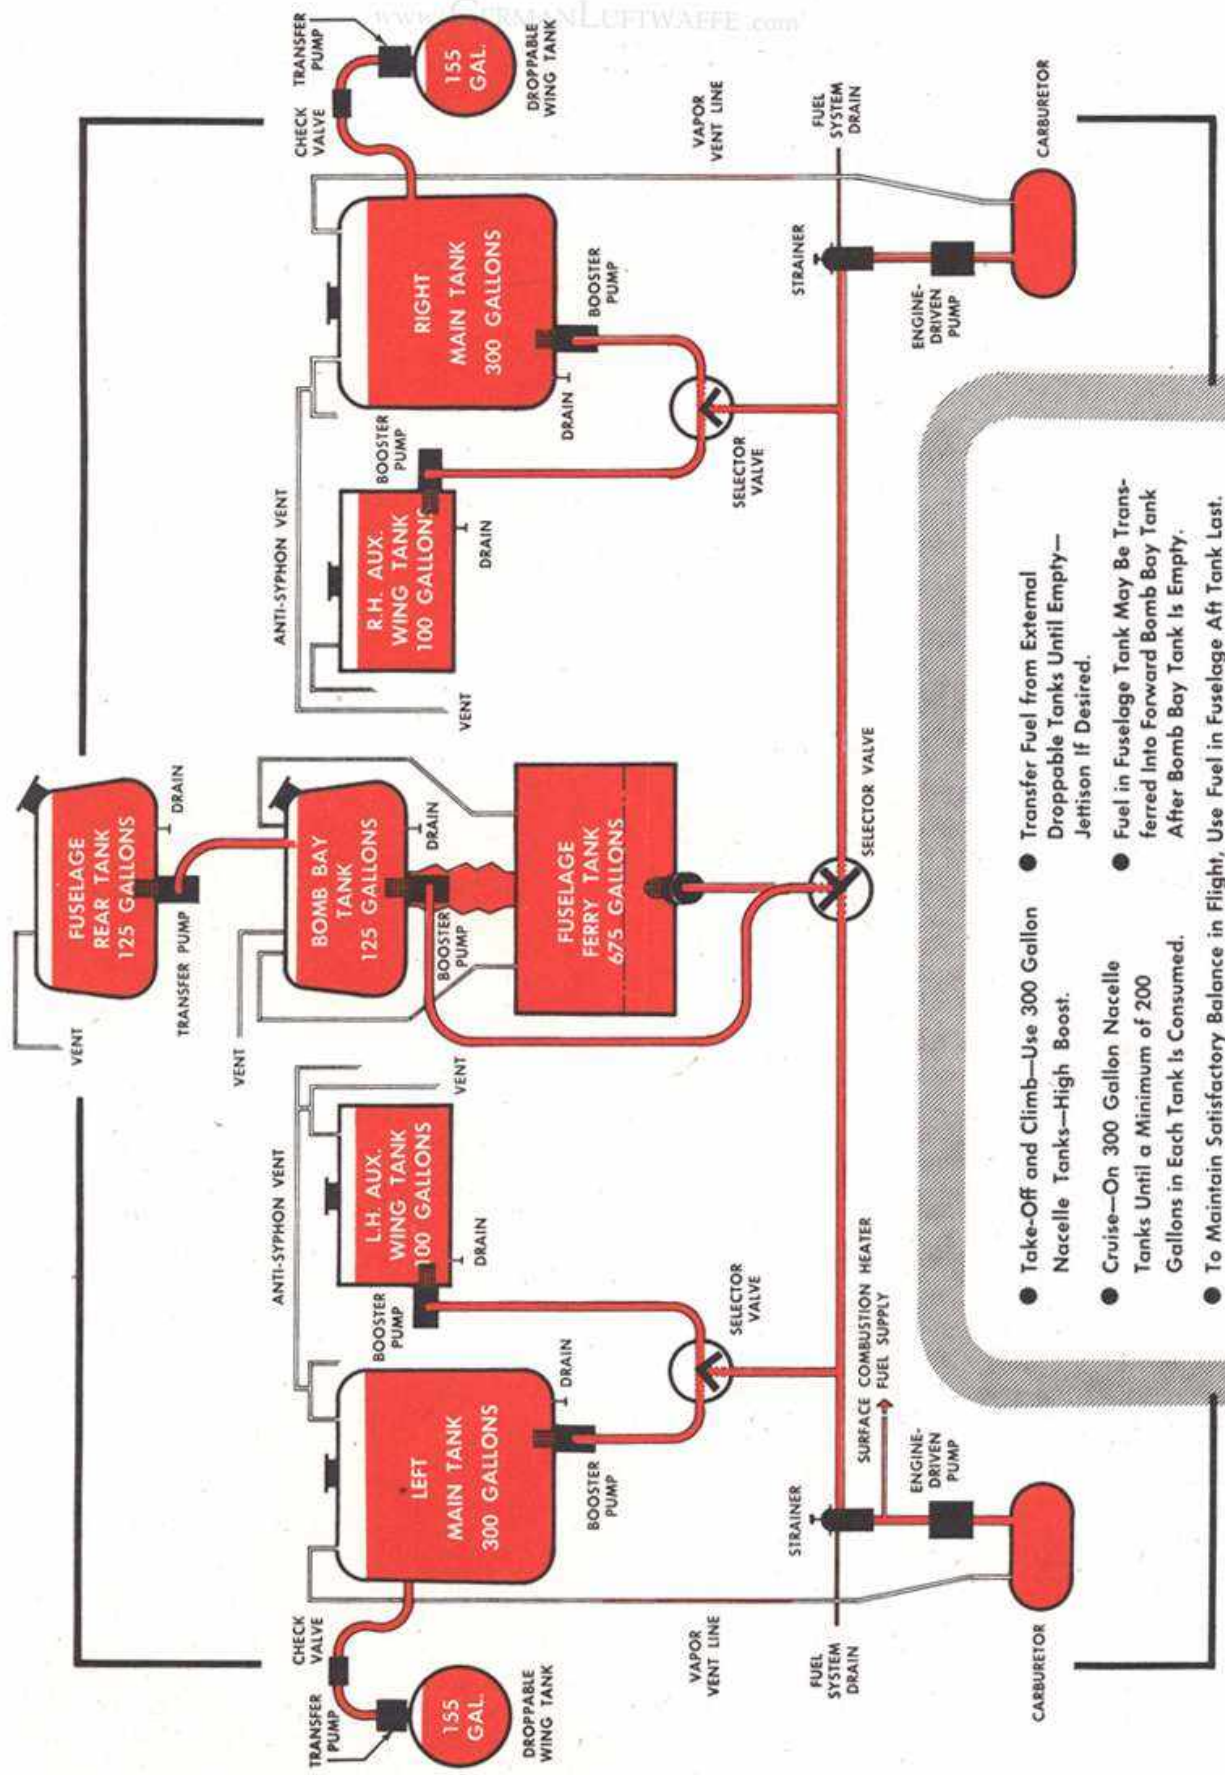 www.GERMANLUFTWAFFE.com
VENT
FUSELAGE
REAR TANK
125 GALLONS
DRAIN
TRANSFER PUMP
VENT
BOMB BAY
TANK
125 GALLONS
DRAIN
BOOSTER
PUMP
FUSELAGE
FERRY TANK
675 GALLONS
TRANSFER
PUMP
CHECK
VALVE
155
GAL.
DROPPABLE
WING TANK
LEFT
MAIN TANK
300 GALLONS
BOOSTER
PUMP
DRAIN
ANTI-SYPHON VENT
BOOSTER
PUMP
L.H. AUX.
WING TANK
100 GALLONS
DRAIN
VENT
ANTI-SYPHON VENT
VENT
R.H. AUX.
WING TANK
100 GALLONS
DRAIN
BOOSTER
PUMP
RIGHT
MAIN TANK
300 GALLONS
DRAIN
BOOSTER
PUMP
CHECK
VALVE
TRANSFER
PUMP
155
GAL.
DROPPABLE
WING TANK
VAPOR
VENT LINE
SELECTOR
VALVE
SELECTOR
VALVE
VAPOR
VENT LINE
FUEL
SYSTEM
DRAIN
STRAINER
SURFACE COMBUSTION HEATER
FUEL SUPPLY
SELECTOR VALVE
STRAINER
FUEL
SYSTEM
DRAIN
ENGINE-
DRIVEN
PUMP
CARBURETOR
ENGINE-
DRIVEN
PUMP
CARBURETOR
● Take-Off and Climb—Use 300 Gallon
Nacelle Tanks—High Boost.
● Cruise—On 300 Gallon Nacelle
Tanks Until a Minimum of 200
Gallons in Each Tank Is Consumed.
● Transfer Fuel from External
Droppable Tanks Until Empty—
Jettison If Desired.
● Fuel in Fuselage Tank May Be Trans-
ferred Into Forward Bomb Bay Tank
After Bomb Bay Tank Is Empty.
● To Maintain Satisfactory Balance in Flight, Use Fuel in Fuselage Aft Tank Last.